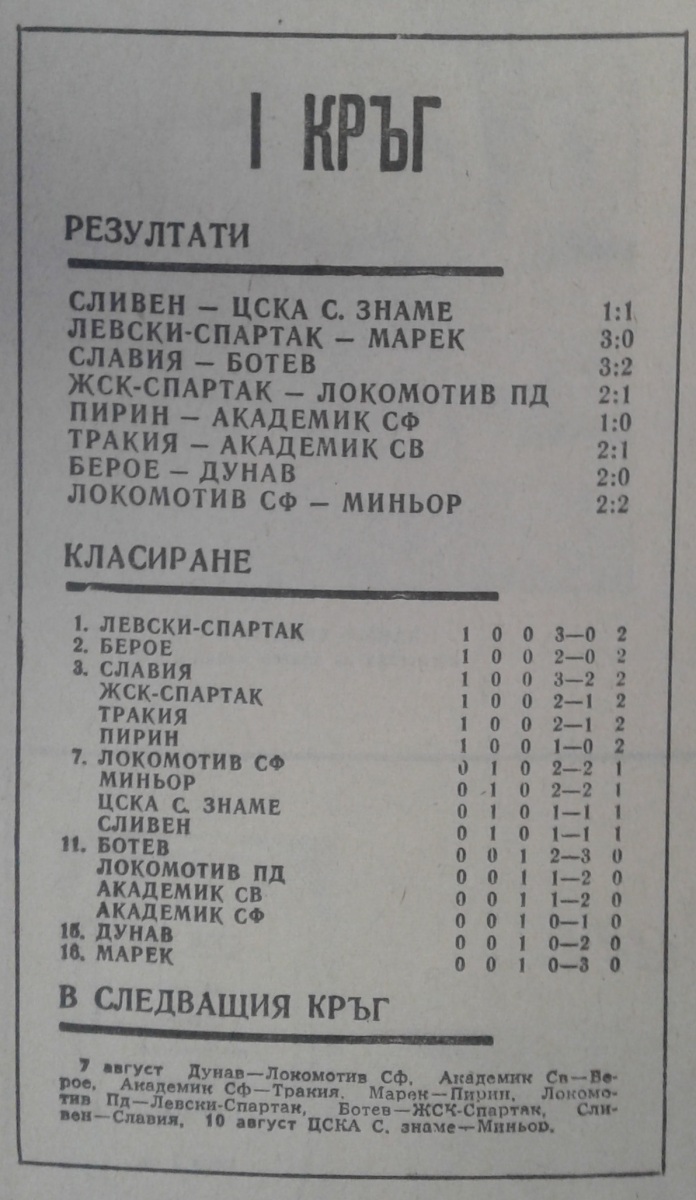 I КРЪГ
РЕЗУЛТАТИ
СЛИВЕН — ЦСКА С. ЗНАМЕ 1:1
ЛЕВСКИ-СПАРТАК — МАРЕК 3:0
СЛАВИЯ — БОТЕВ 3:2
ЖСК-СПАРТАК — ЛОКОМОТИВ ПД 2:1
ПИРИН — АКАДЕМИК СФ 1:0
ТРАКИЯ — АКАДЕМИК СВ 2:1
БЕРОЕ — ДУНАВ 2:0
ЛОКОМОТИВ СФ — МИНЬОР 2:2
КЛАСИРАНЕ
1. ЛЕВСКИ-СПАРТАК 1 0 0 3—0 2
2. БЕРОЕ 1 0 0 2—0 2
3. СЛАВИЯ 1 0 0 3—2 2
ЖСК-СПАРТАК 1 0 0 2—1 2
ТРАКИЯ 1 0 0 2—1 2
ПИРИН 1 0 0 1—0 2
7. ЛОКОМОТИВ СФ 0 1 0 2—2 1
МИНЬОР 0 1 0 2—2 1
ЦСКА С. ЗНАМЕ 0 1 0 1—1 1
СЛИВЕН 0 1 0 1—1 1
11. БОТЕВ 0 0 1 2—3 0
ЛОКОМОТИВ ПД 0 0 1 1—2 0
АКАДЕМИК СВ 0 0 1 1—2 0
АКАДЕМИК СФ 0 0 1 0—1 0
15. ДУНАВ 0 0 1 0—2 0
16. МАРЕК 0 0 1 0—3 0
В СЛЕДВАЩИЯ КРЪГ
7 август Дунав—Локомотив Сф, Академик Св—Бе-
рое, Академик Сф—Тракия, Марек—Пирин, Локомо-
тив Пд—Левски-Спартак, Ботев—ЖСК-Спартак, Сли-
вен—Славия, 10 август ЦСКА С. знаме—Миньор.